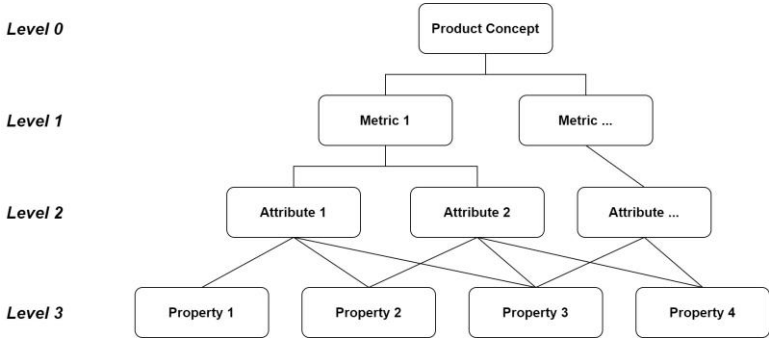 Level 0
Product Concept
Level 1
Metric 1
Metric ...
Level 2
Attribute 1
Attribute 2
Attribute ...
Level 3
Property 1
Property 2
Property 3
Property 4